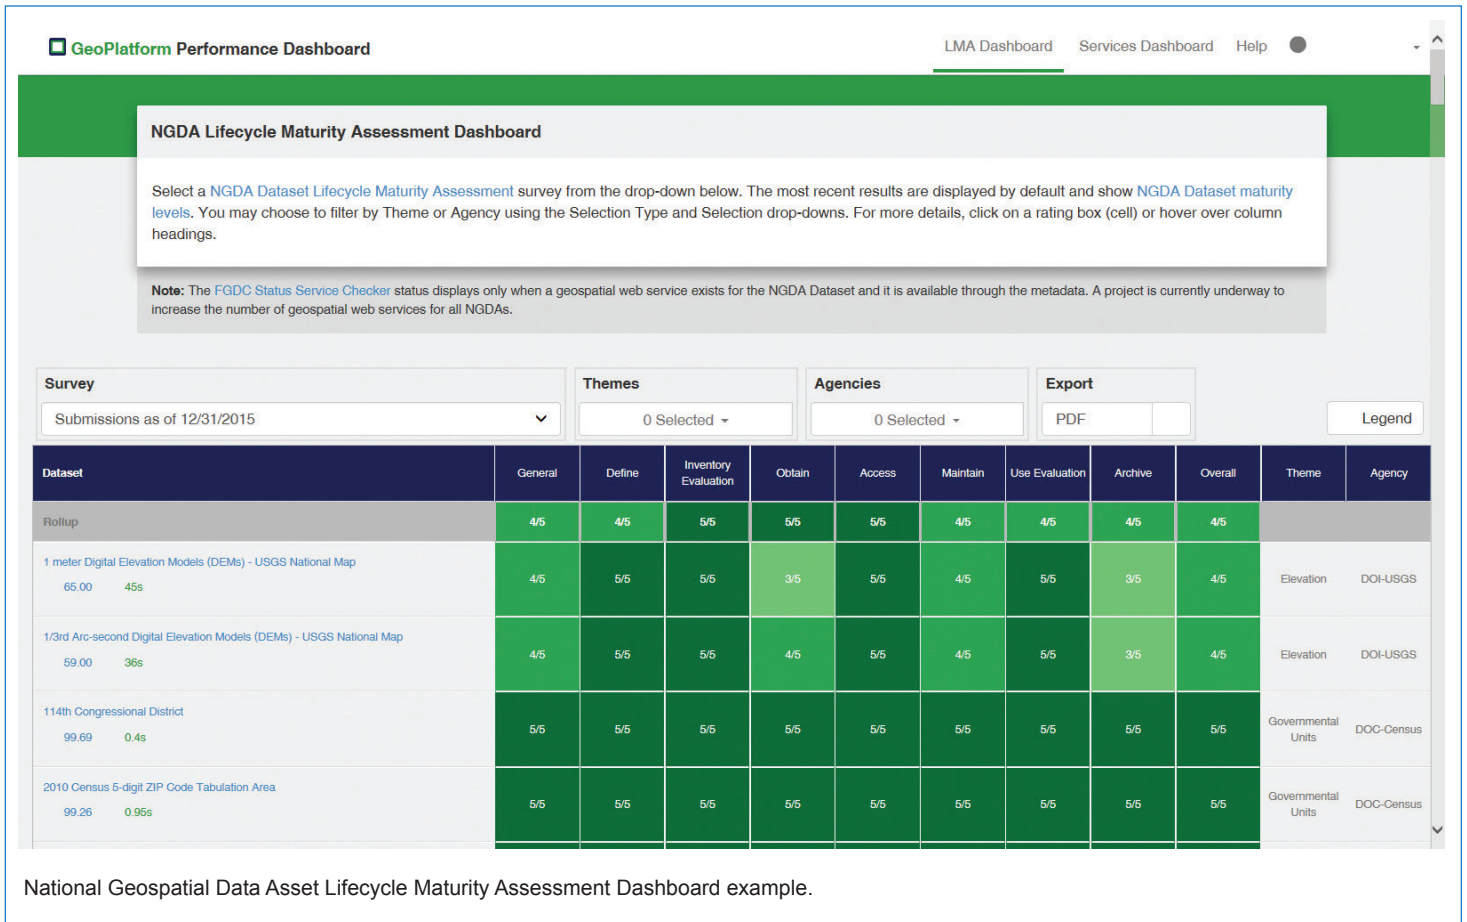 GeoPlatform Performance Dashboard
LMA Dashboard Services Dashboard Help
NGDA Lifecycle Maturity Assessment Dashboard
Select a NGDA Dataset Lifecycle Maturity Assessment survey from the drop-down below. The most recent results are displayed by default and show NGDA Dataset maturity
levels. You may choose to filter by Theme or Agency using the Selection Type and Selection drop-downs. For more details, click on a rating box (cell) or hover over column
headings.
Note: The FGDC Status Service Checker status displays only when a geospatial web service exists for the NGDA Dataset and it is available through the metadata. A project is currently underway to
increase the number of geospatial web services for all NGDAs.
Survey Themes Agencies Export
Submissions as of 12/31/2015 0 Selected 0 Selected PDF Legend
Dataset General Define Inventory Evaluation Obtain Access Maintain Use Evaluation Archive Overall Theme Agency
Rollup 4/5 4/5 5/5 5/5 5/5 4/5 4/5 4/5 4/5
1 meter Digital Elevation Models (DEMs) - USGS National Map
65.00 45s 4/5 5/5 5/5 3/5 5/5 4/5 5/5 3/5 4/5 Elevation DOI-USGS
1/3rd Arc-second Digital Elevation Models (DEMs) - USGS National Map
59.00 36s 4/5 5/5 5/5 4/5 5/5 4/5 5/5 3/5 4/5 Elevation DOI-USGS
114th Congressional District
99.69 0.4s 5/5 5/5 5/5 5/5 5/5 5/5 5/5 5/5 5/5 Governmental Units DOC-Census
2010 Census 5-digit ZIP Code Tabulation Area
99.26 0.95s 5/5 5/5 5/5 5/5 5/5 5/5 5/5 5/5 5/5 Governmental Units DOC-Census
National Geospatial Data Asset Lifecycle Maturity Assessment Dashboard example.